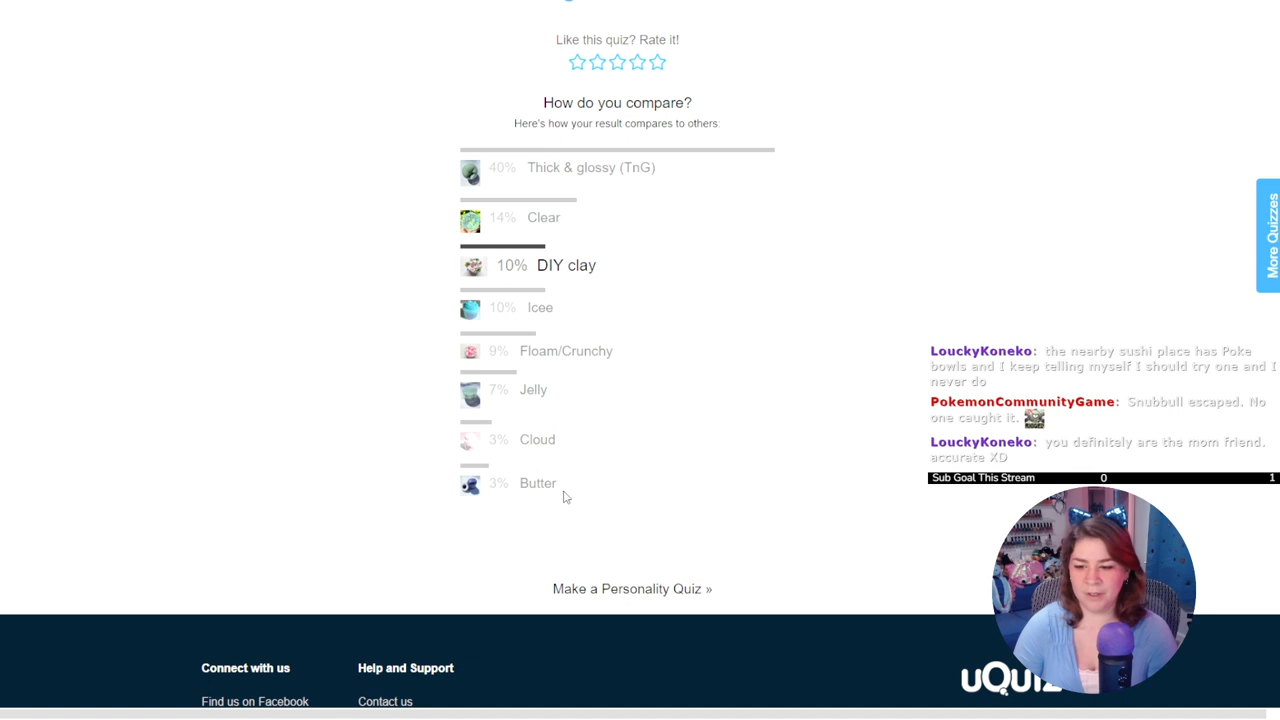 Like this quiz? Rate it!
How do you compare?
Here's how your result compares to others:
40% Thick & glossy (TnG)
14% Clear
10% DIY clay
10% Icee
9% Floam/Crunchy
7% Jelly
3% Cloud
3% Butter
Make a Personality Quiz »
More Quizzes
LouckyKoneko: the nearby sushi place has Poke
bowls and I keep telling myself I should try one and I
never do
PokemonCommunityGame: Snubbull escaped. No
one caught it.
LouckyKoneko: you definitely are the mom friend.
accurate XD
Sub Goal This Stream 0 1
Connect with us
Help and Support
Find us on Facebook
Contact us